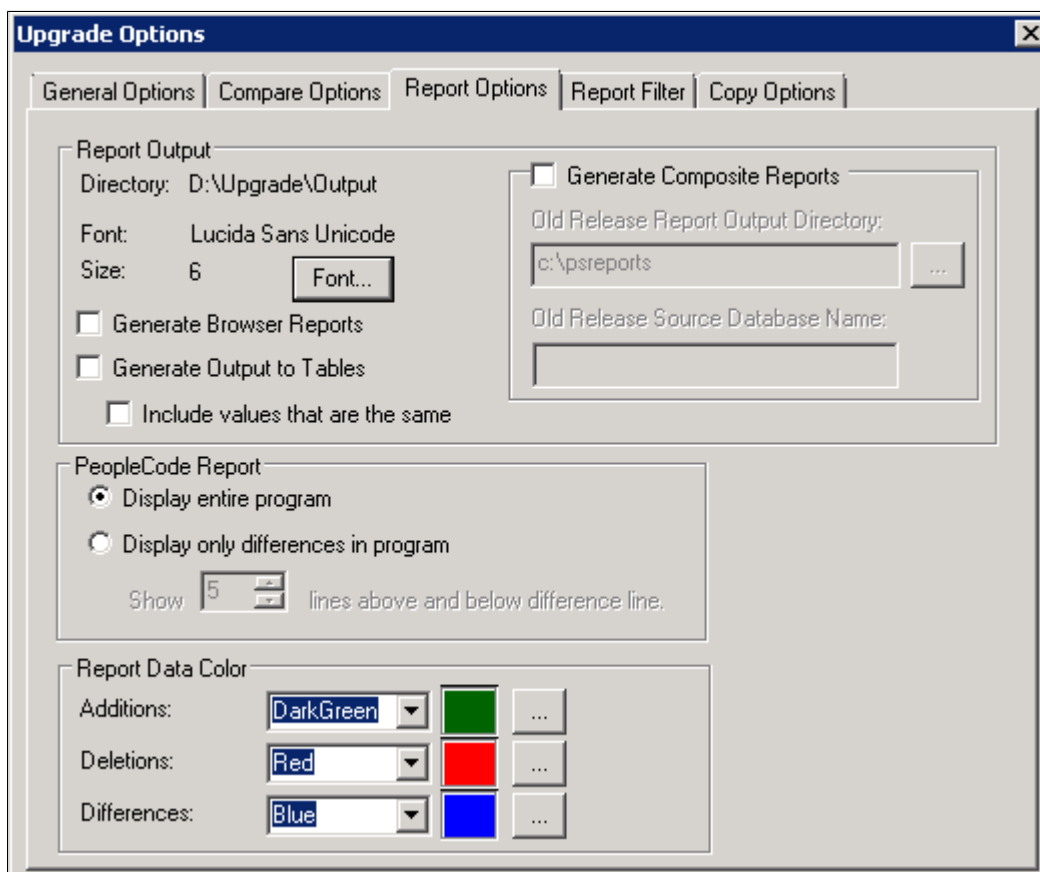 Upgrade Options
General Options
Compare Options
Report Options
Report Filter
Copy Options
Report Output
Directory: D:\Upgrade\Output
Font: Lucida Sans Unicode
Size: 6
Font...
Generate Browser Reports
Generate Output to Tables
Include values that are the same
Generate Composite Reports
Old Release Report Output Directory:
c:\psreports
...
Old Release Source Database Name:
PeopleCode Report
Display entire program
Display only differences in program
Show 5 lines above and below difference line.
Report Data Color
Additions: DarkGreen ...
Deletions: Red ...
Differences: Blue ...